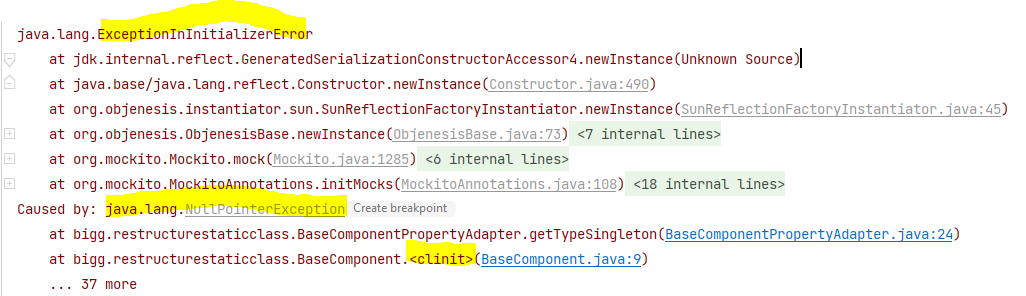 java.lang.ExceptionInInitializerError
at jdk.internal.reflect.GeneratedSerializationConstructorAccessor4.newInstance(Unknown Source)
at java.base/java.lang.reflect.Constructor.newInstance(Constructor.java:490)
at org.objenesis.instantiator.sun.SunReflectionFactoryInstantiator.newInstance(SunReflectionFactoryInstantiator.java:45)
at org.objenesis.ObjenesisBase.newInstance(ObjenesisBase.java:73) <7 internal lines>
at org.mockito.Mockito.mock(Mockito.java:1285) <6 internal lines>
at org.mockito.MockitoAnnotations.initMocks(MockitoAnnotations.java:108) <18 internal lines>
Caused by: java.lang.NullPointerException Create breakpoint
at bigg.restructurestaticclass.BaseComponentPropertyAdapter.getTypeSingleton(BaseComponentPropertyAdapter.java:24)
at bigg.restructurestaticclass.BaseComponent.<clinit>(BaseComponent.java:9)
... 37 more